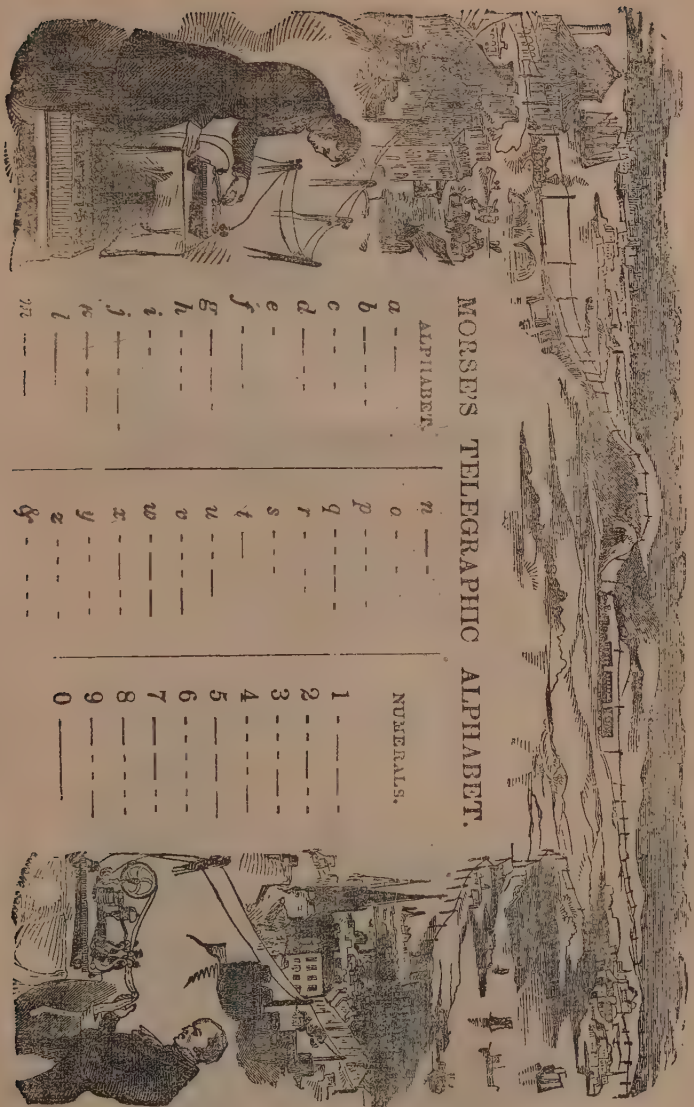 MORSE'S TELEGRAPHIC ALPHABET.
ALPHABET.
a - —
b — - - -
c - - -
d — - -
e -
f - — -
g — — -
h - - - -
i - -
j — - — -
k — - —
l —
m — —
n — -
o - -
p - - - - -
q - - — -
r - - -
s - - -
t —
u - - —
v - - - —
w - — —
x - — - -
y - - - -
z - - - -
& - - - -
NUMERALS.
1 - — — -
2 - - — - -
3 - - - — -
4 - - - - —
5 — — —
6 - - - - - -
7 — — - -
8 — - - - -
9 — - - —
0 ——